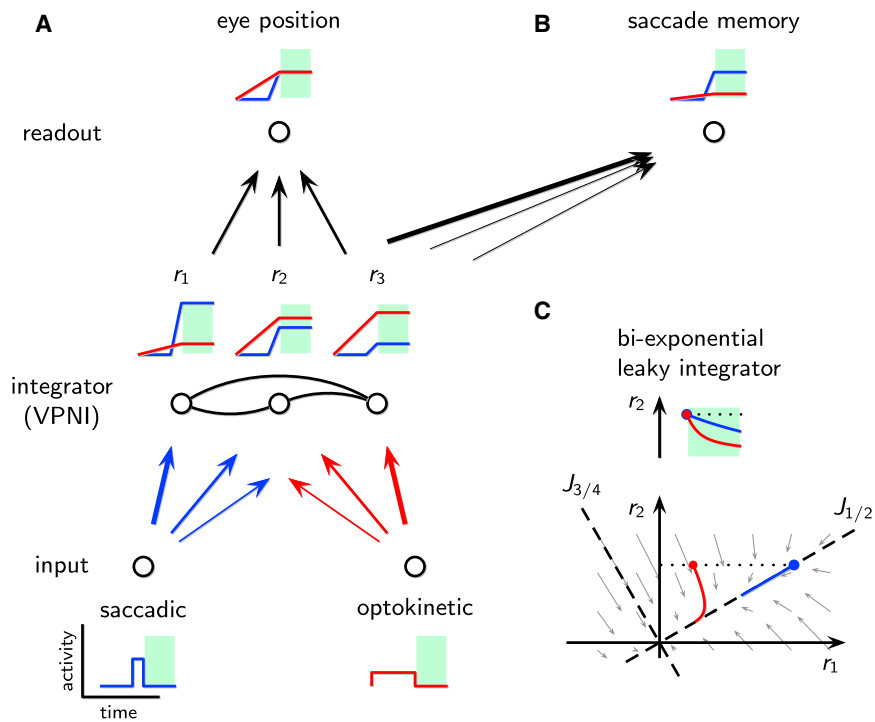 A
eye position
B
saccade memory
readout
r1
r2
r3
C
bi-exponential
leaky integrator
r2
integrator
(VPNI)
J3/4
r2
J1/2
input
saccadic
optokinetic
r1
activity
time